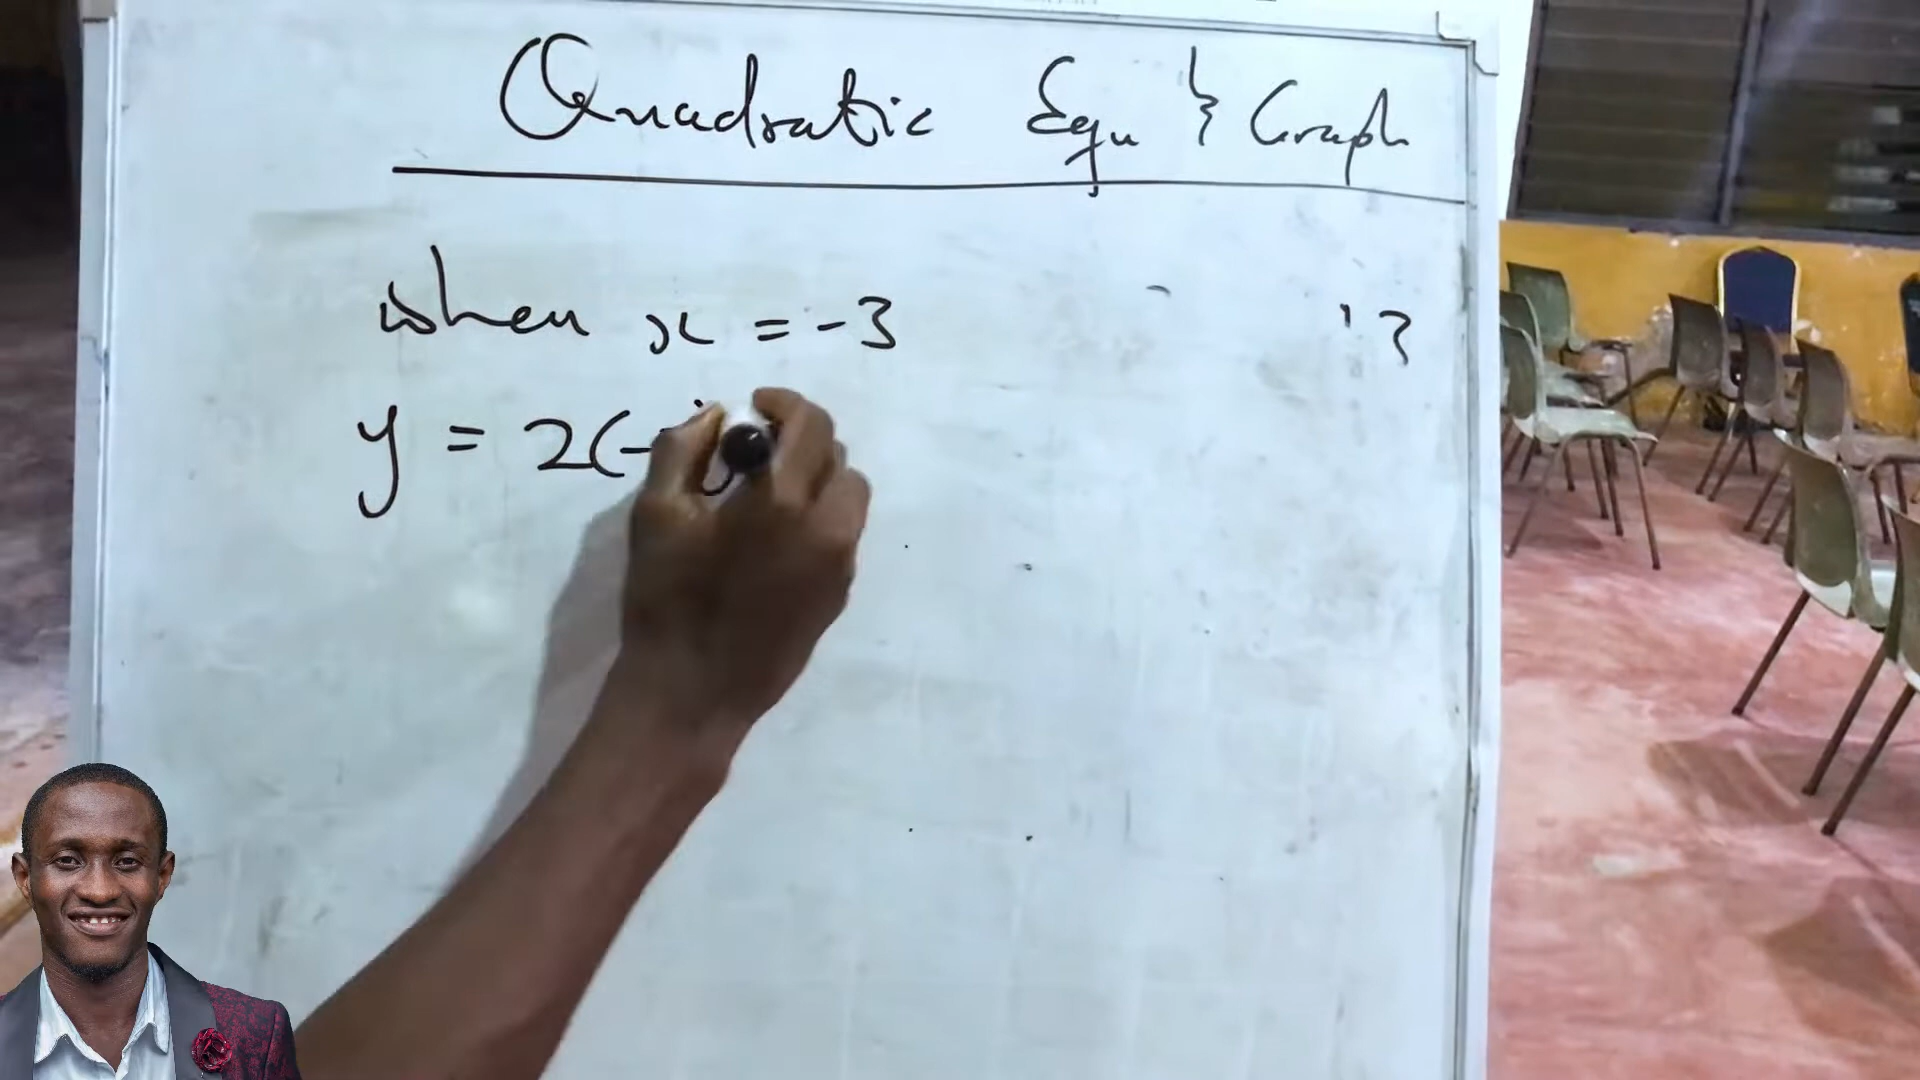 Quadratic Equ & Graph
when x = -3
y = 2(-